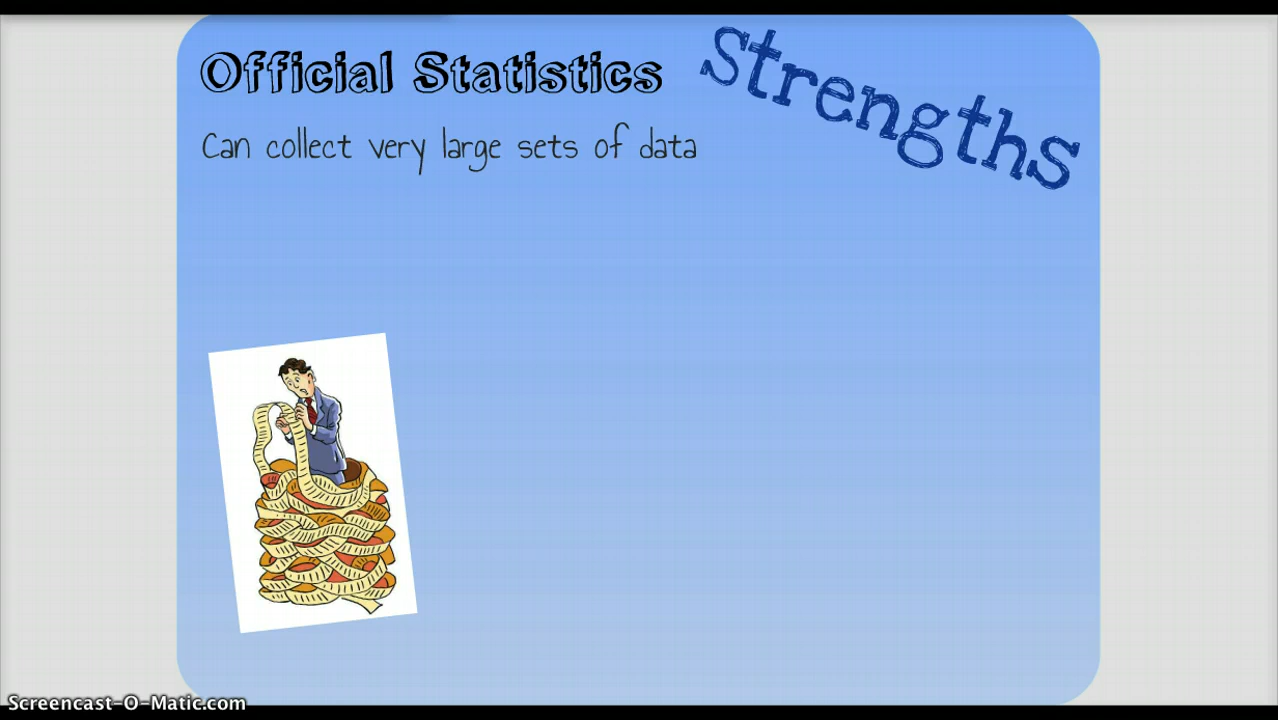 Official Statistics
Strengths
Can collect very large sets of data
Screencast-O-Matic.com